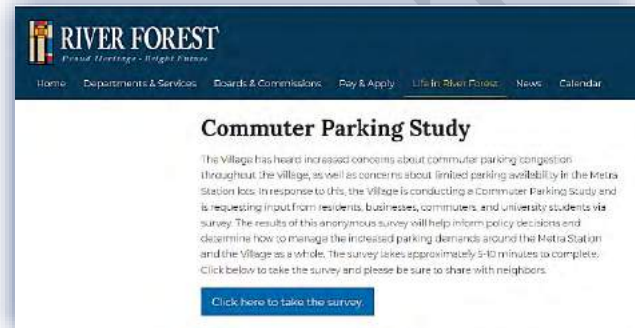 RIVER FOREST
Proud Heritage • Bright Future
Home Departments & Services Boards & Commissions Pay & Apply Life in River Forest News Calendar
Commuter Parking Study
The Village has heard increased concerns about commuter parking congestion
throughout the Village, as well as concerns about limited parking availability in the Metra
Station lots. In response to this, the Village is conducting a Commuter Parking Study and
is requesting input from residents, businesses, commuters, and university students via
survey. The results of this anonymous survey will help inform policy decisions and
determine how to manage the increased parking demands around the Metra Station
and the Village as a whole. The survey takes approximately 5-10 minutes to complete.
Click below to take the survey and please be sure to share with neighbors.
Click here to take the survey.